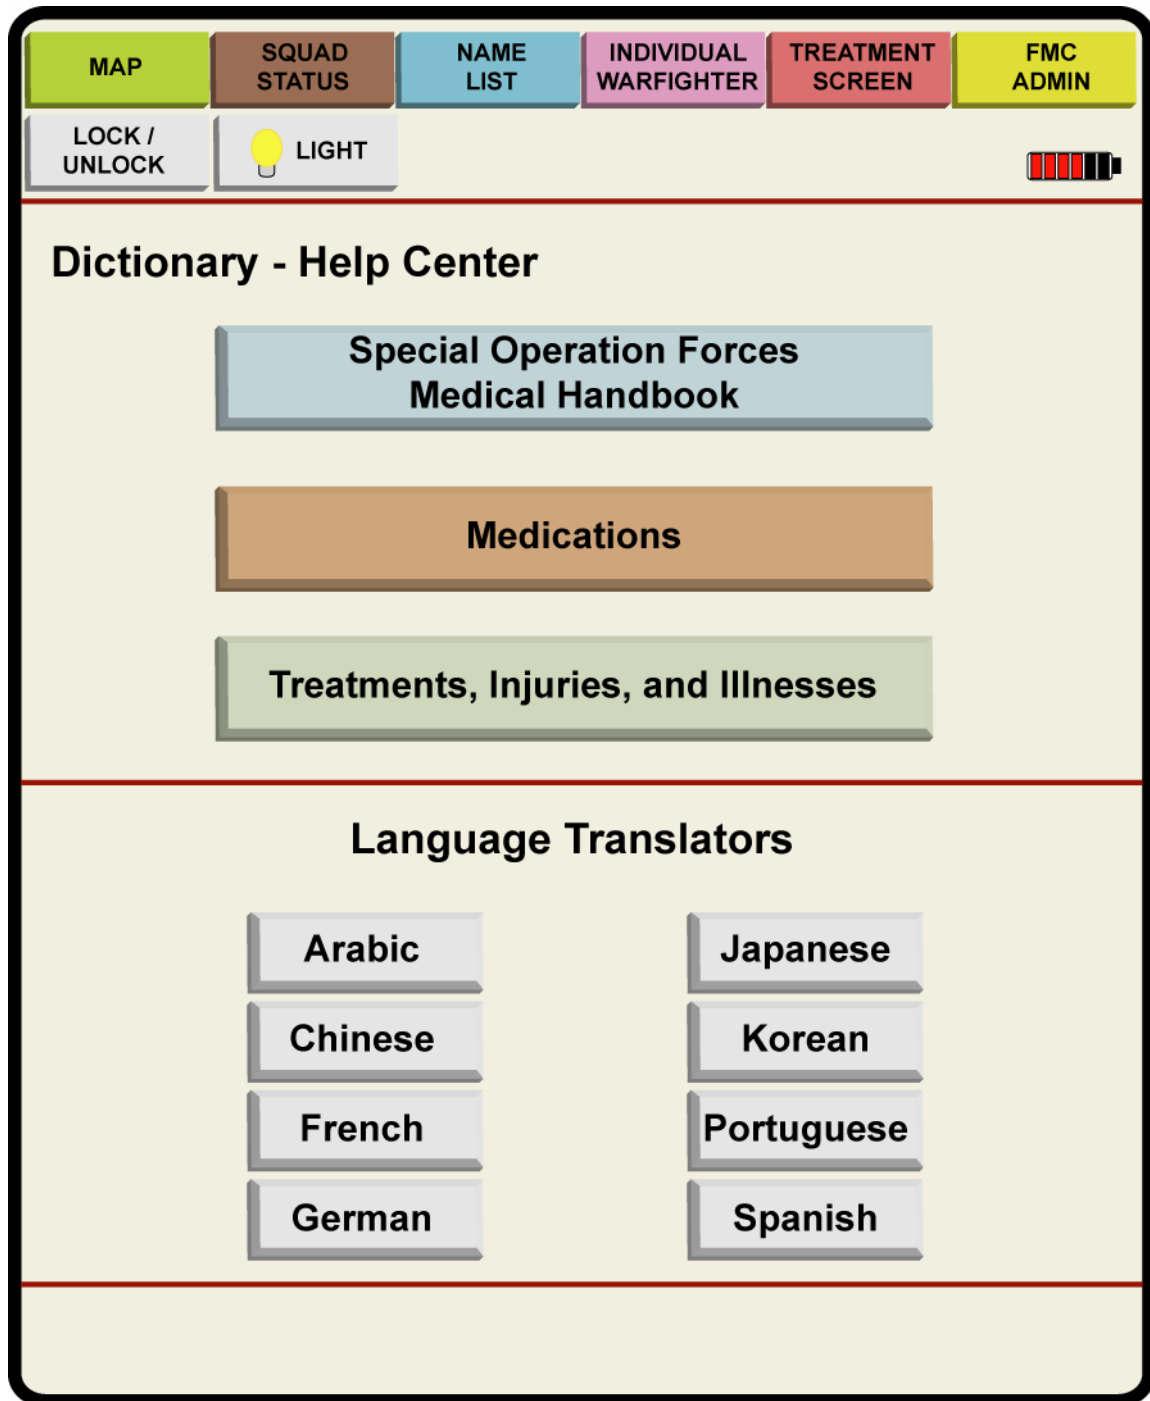 MAP
SQUAD
STATUS
NAME
LIST
INDIVIDUAL
WARFIGHTER
TREATMENT
SCREEN
FMC
ADMIN
LOCK /
UNLOCK
LIGHT
Dictionary - Help Center
Special Operation Forces
Medical Handbook
Medications
Treatments, Injuries, and Illnesses
Language Translators
Arabic
Japanese
Chinese
Korean
French
Portuguese
German
Spanish